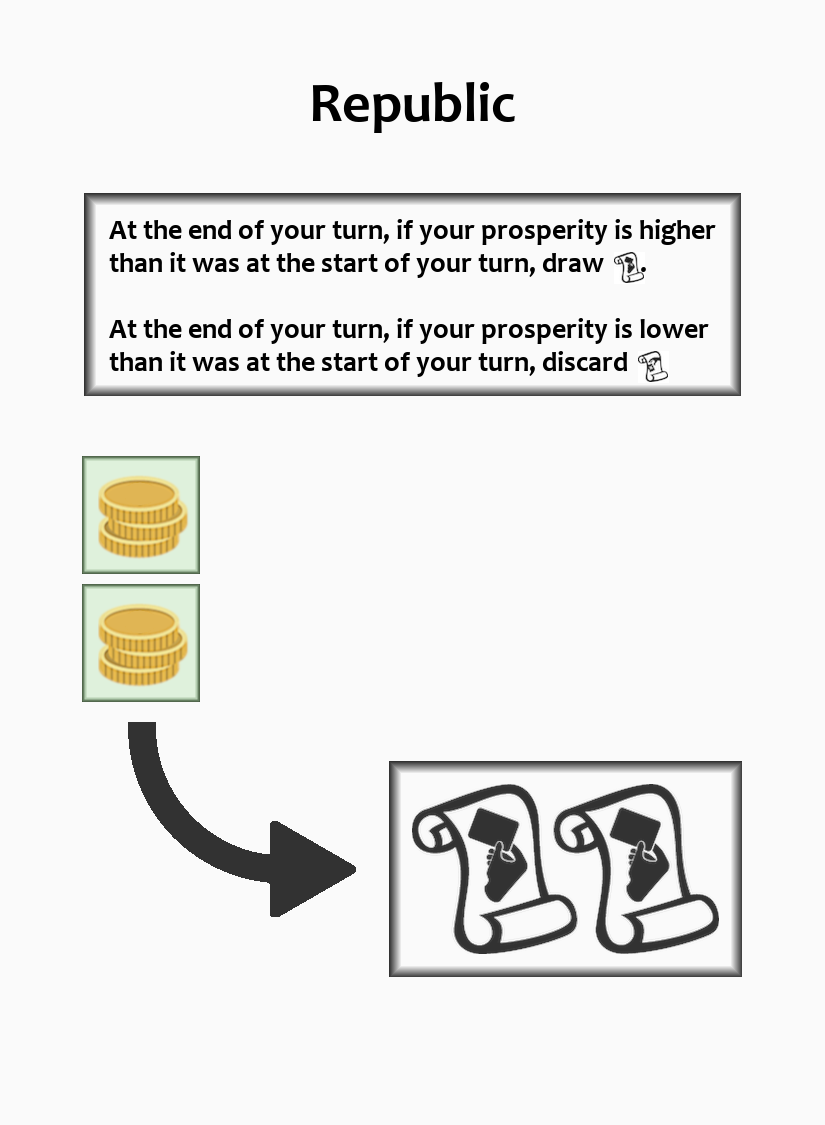 Republic
At the end of your turn, if your prosperity is higher
than it was at the start of your turn, draw .
At the end of your turn, if your prosperity is lower
than it was at the start of your turn, discard